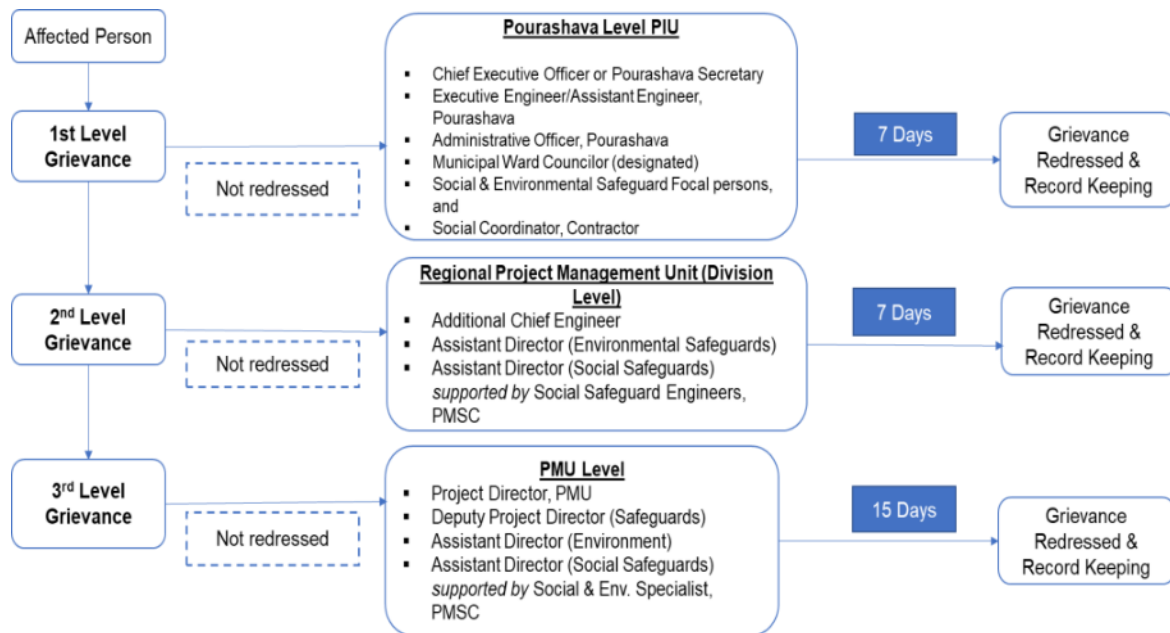 Affected Person
1st Level
Grievance
Not redressed
Pourashava Level PIU
▪ Chief Executive Officer or Pourashava Secretary
▪ Executive Engineer/Assistant Engineer,
Pourashava
▪ Administrative Officer, Pourashava
▪ Municipal Ward Councilor (designated)
▪ Social & Environmental Safeguard Focal persons,
and
▪ Social Coordinator, Contractor
7 Days
Grievance
Redressed &
Record Keeping
2nd Level
Grievance
Not redressed
Regional Project Management Unit (Division
Level)
▪ Additional Chief Engineer
▪ Assistant Director (Environmental Safeguards)
▪ Assistant Director (Social Safeguards)
supported by Social Safeguard Engineers,
PMSC
7 Days
Grievance
Redressed &
Record Keeping
3rd Level
Grievance
Not redressed
PMU Level
▪ Project Director, PMU
▪ Deputy Project Director (Safeguards)
▪ Assistant Director (Environment)
▪ Assistant Director (Social Safeguards)
supported by Social & Env. Specialist,
PMSC
15 Days
Grievance
Redressed &
Record Keeping